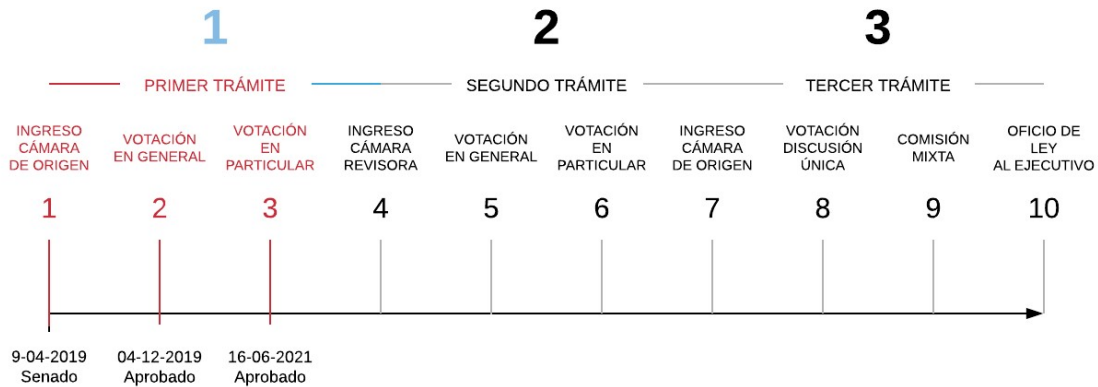 1
2
3
PRIMER TRÁMITE
SEGUNDO TRÁMITE
TERCER TRÁMITE
INGRESO
CÁMARA
DE ORIGEN
VOTACIÓN
EN GENERAL
VOTACIÓN
EN
PARTICULAR
INGRESO
CÁMARA
REVISORA
VOTACIÓN
EN GENERAL
VOTACIÓN
EN
PARTICULAR
INGRESO
CÁMARA
DE ORIGEN
VOTACIÓN
DISCUSIÓN
ÚNICA
COMISIÓN
MIXTA
OFICIO DE
LEY
AL EJECUTIVO
1
2
3
4
5
6
7
8
9
10
9-04-2019
Senado
04-12-2019
Aprobado
16-06-2021
Aprobado